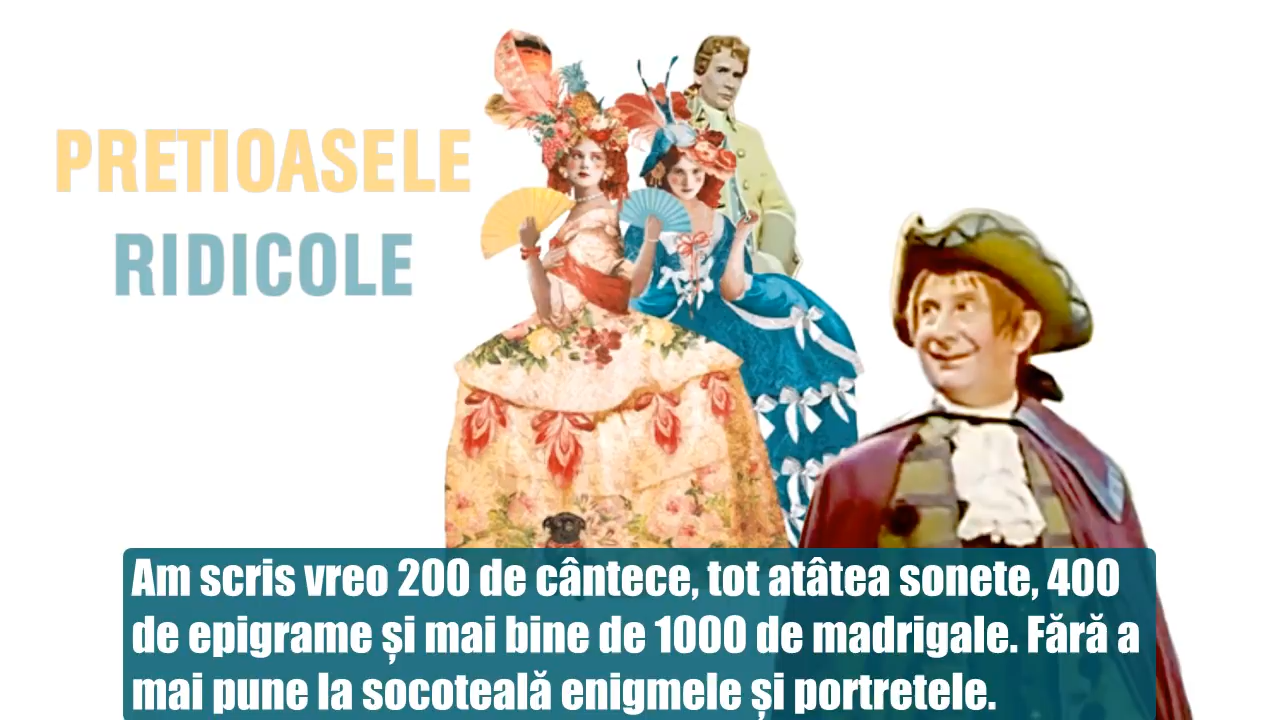 PRETIOASELE
RIDICOLE
Am scris vreo 200 de cântece, tot atâtea sonete, 400
de epigrame și mai bine de 1000 de madrigale. Fără a
mai pune la socoteală enigmele și portretele.